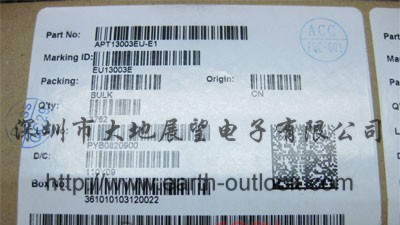 Part No:
APT13003EU-E1
Marking ID:
EU13003E
Packing:
Origin:
BULK
CN
Q'ty:
深圳市大地展望电子有限公司
PYB0820900
D/C:
http://www.earth-outlook.com
Box No:
361010103120022
ACC